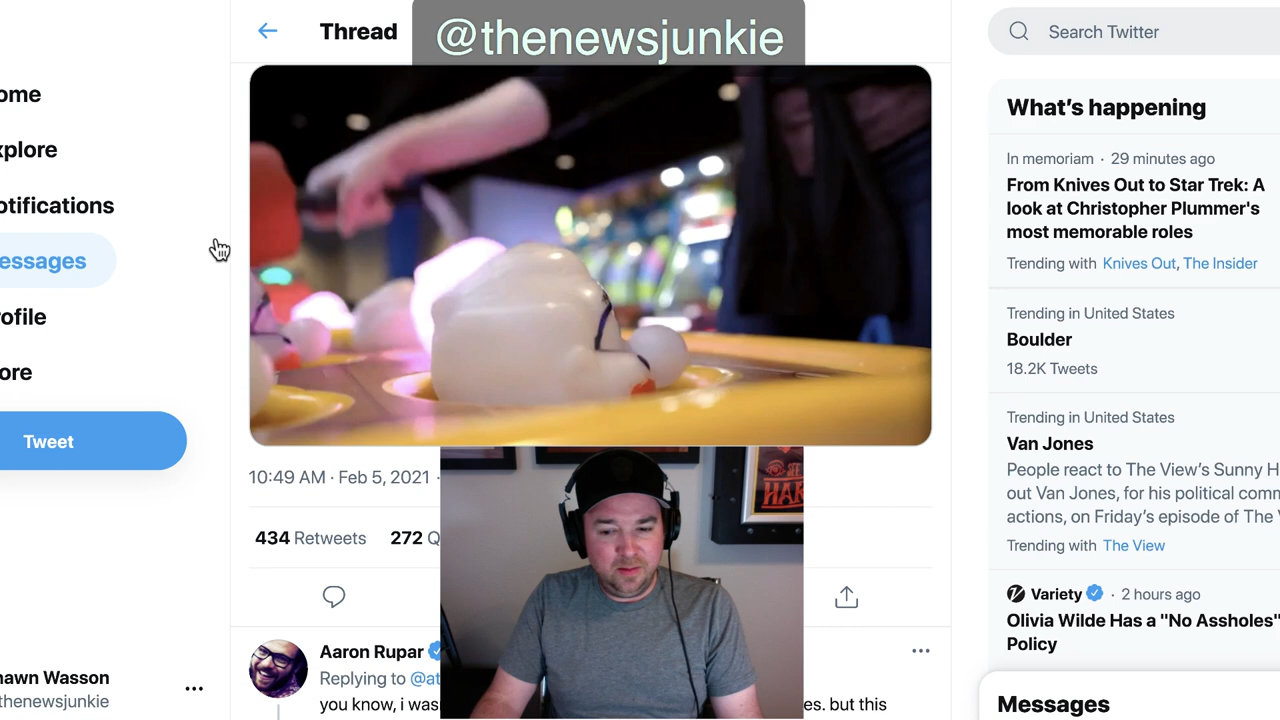 Thread
@thenewsjunkie
Search Twitter
ome
xplore
otifications
essages
rofile
ore
Tweet
hawn Wasson
thenewsjunkie
10:49 AM · Feb 5, 2021 ·
434 Retweets 272 Q
Aaron Rupar
Replying to @at
you know, i was
es. but this
What's happening
In memoriam · 29 minutes ago
From Knives Out to Star Trek: A
look at Christopher Plummer's
most memorable roles
Trending with Knives Out, The Insider
Trending in United States
Boulder
18.2K Tweets
Trending in United States
Van Jones
People react to The View's Sunny H
out Van Jones, for his political comm
actions, on Friday's episode of The V
Trending with The View
Variety · 2 hours ago
Olivia Wilde Has a "No Assholes"
Policy
Messages